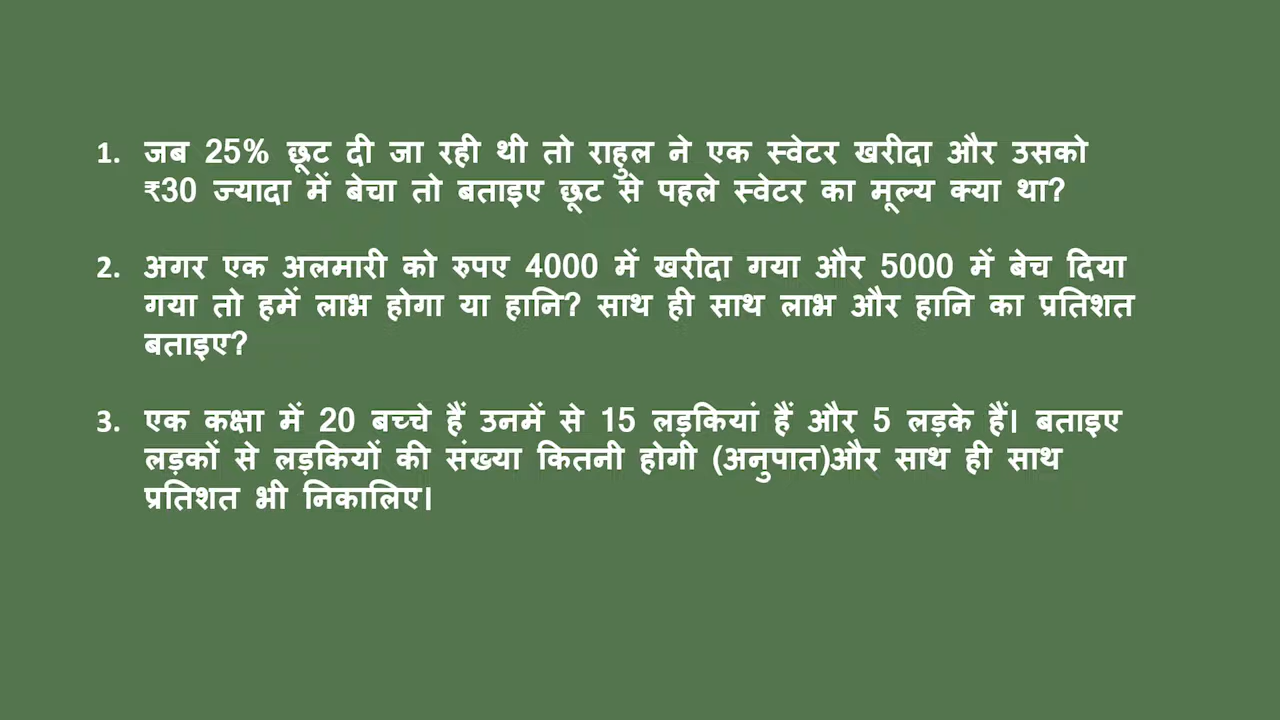 1. जब 25% छूट दी जा रही थी तो राहुल ने एक स्वेटर खरीदा और उसको
₹30 ज्यादा में बेचा तो बताइए छूट से पहले स्वेटर का मूल्य क्या था?
2. अगर एक अलमारी को रुपए 4000 में खरीदा गया और 5000 में बेच दिया
गया तो हमें लाभ होगा या हानि? साथ ही साथ लाभ और हानि का प्रतिशत
बताइए?
3. एक कक्षा में 20 बच्चे हैं उनमें से 15 लड़कियां हैं और 5 लड़के हैं। बताइए
लड़कों से लड़कियों की संख्या कितनी होगी (अनुपात)और साथ ही साथ
प्रतिशत भी निकालिए।